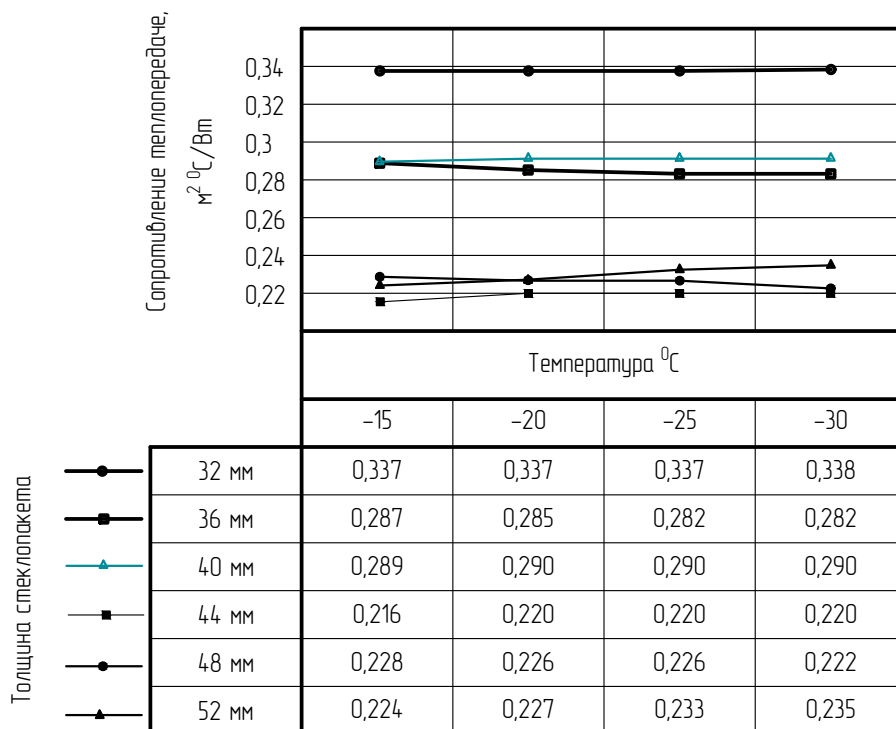 Сопротивление теплопередаче,
м² ⁰С/Вт
0,34
0,32
0,3
0,28
0,26
0,24
0,22
Температура ⁰С
-15 -20 -25 -30
Толщина стеклопакета
32 мм 0,337 0,337 0,337 0,338
36 мм 0,287 0,285 0,282 0,282
40 мм 0,289 0,290 0,290 0,290
44 мм 0,216 0,220 0,220 0,220
48 мм 0,228 0,226 0,226 0,222
52 мм 0,224 0,227 0,233 0,235